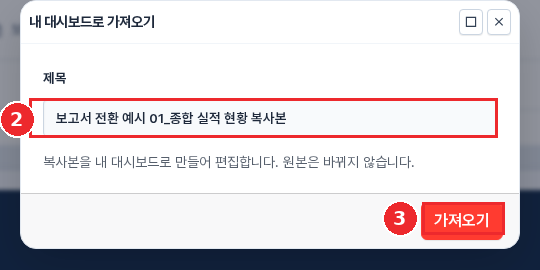 내 대시보드로 가져오기
제목
2
보고서 전환 예시 01_종합 실적 현황 복사본
복사본을 내 대시보드로 만들어 편집합니다. 원본은 바뀌지 않습니다.
3
가져오기